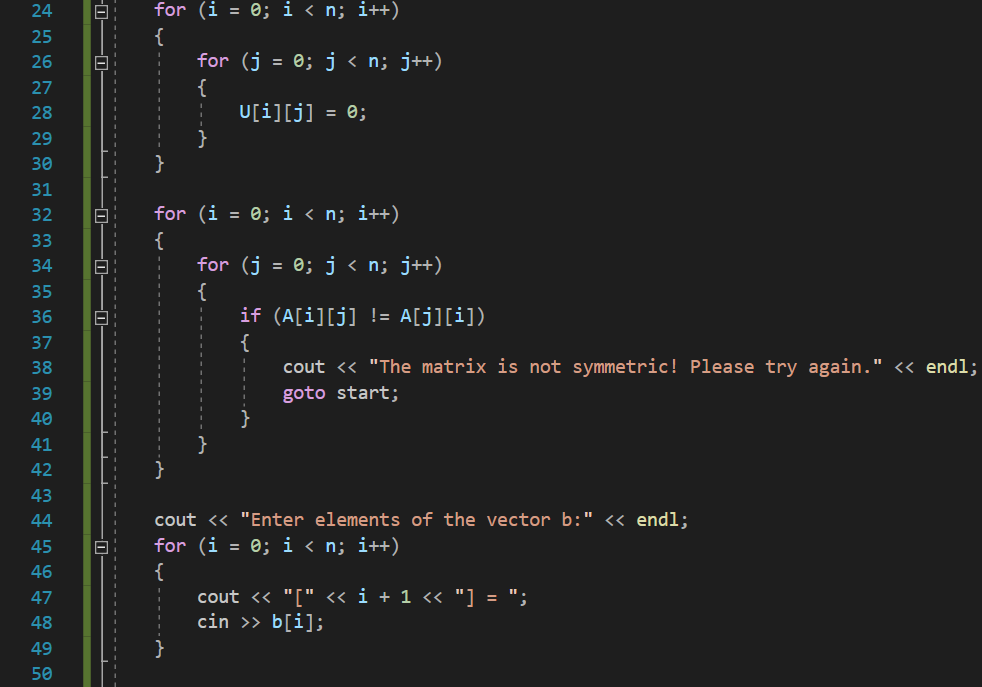 24 for (i = 0; i < n; i++)
25 {
26 for (j = 0; j < n; j++)
27 {
28 U[i][j] = 0;
29 }
30 }
31
32 for (i = 0; i < n; i++)
33 {
34 for (j = 0; j < n; j++)
35 {
36 if (A[i][j] != A[j][i])
37 {
38 cout << "The matrix is not symmetric! Please try again." << endl;
39 goto start;
40 }
41 }
42 }
43
44 cout << "Enter elements of the vector b:" << endl;
45 for (i = 0; i < n; i++)
46 {
47 cout << "[" << i + 1 << "] = ";
48 cin >> b[i];
49 }
50